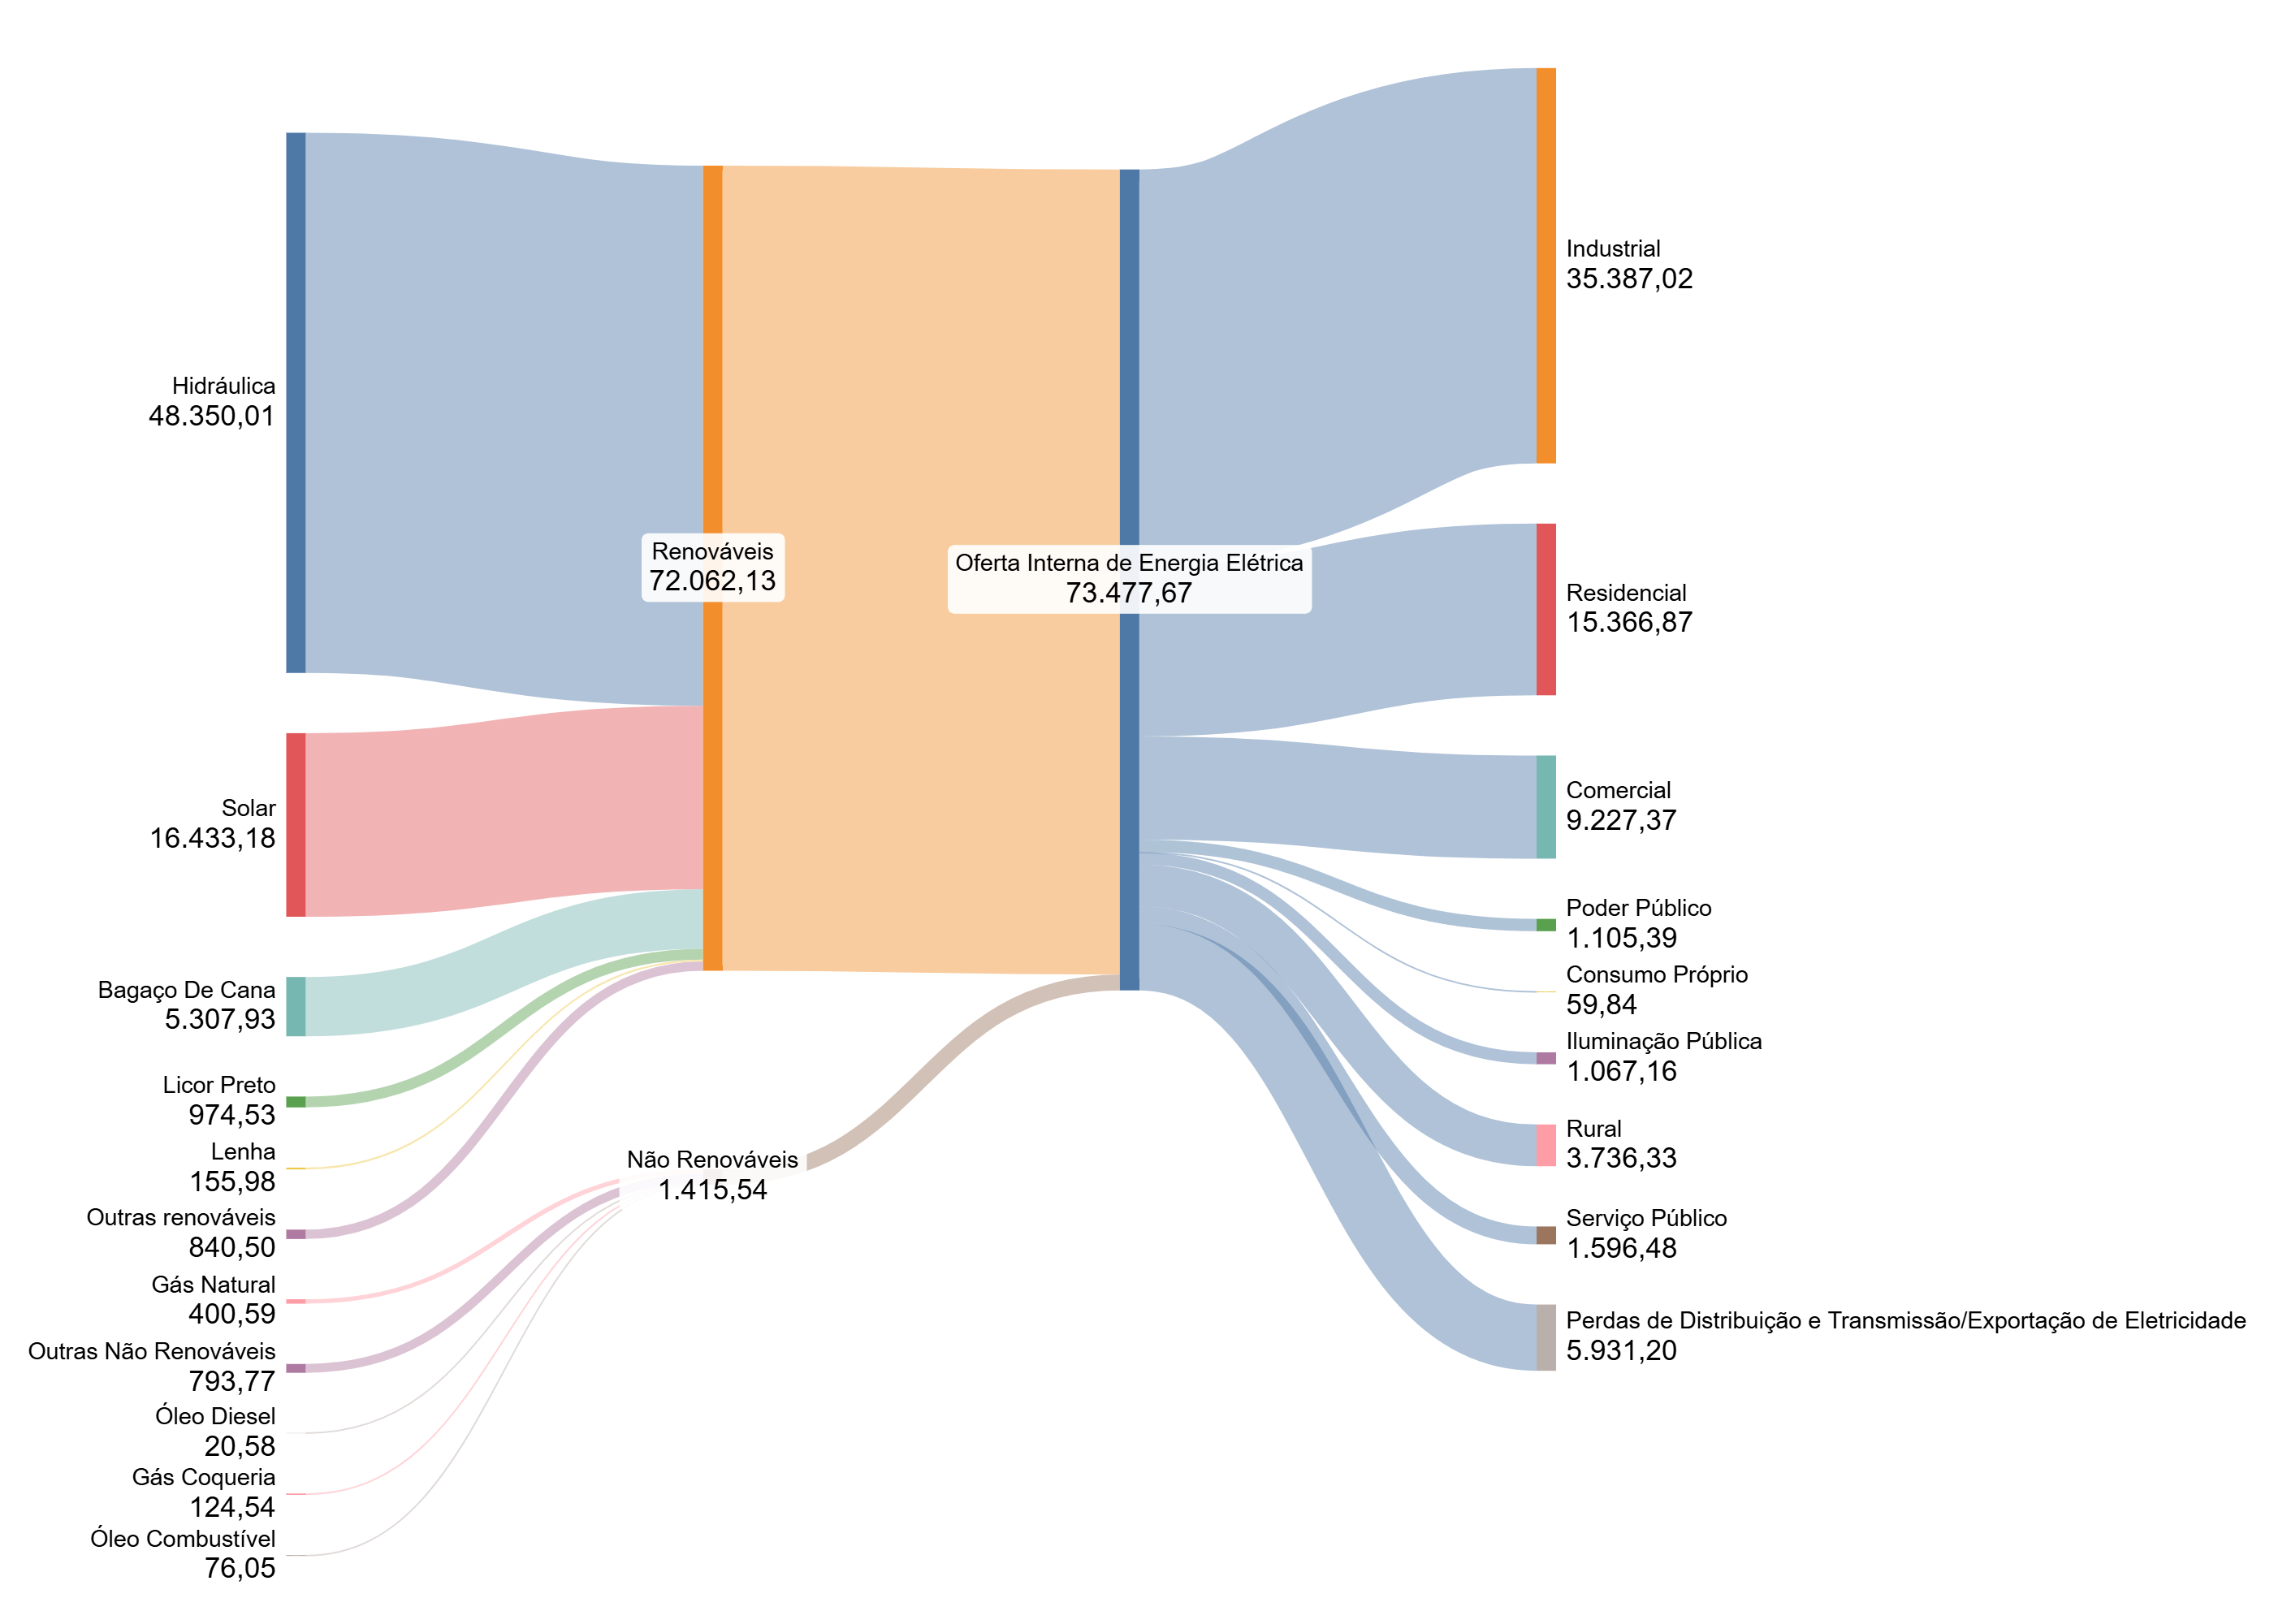 Hidráulica
48.350,01
Solar
16.433,18
Bagaço De Cana
5.307,93
Licor Preto
974,53
Lenha
155,98
Outras renováveis
840,50
Gás Natural
400,59
Outras Não Renováveis
793,77
Óleo Diesel
20,58
Gás Coqueria
124,54
Óleo Combustível
76,05
Renováveis
72.062,13
Não Renováveis
1.415,54
Oferta Interna de Energia Elétrica
73.477,67
Industrial
35.387,02
Residencial
15.366,87
Comercial
9.227,37
Poder Público
1.105,39
Consumo Próprio
59,84
Iluminação Pública
1.067,16
Rural
3.736,33
Serviço Público
1.596,48
Perdas de Distribuição e Transmissão/Exportação de Eletricidade
5.931,20